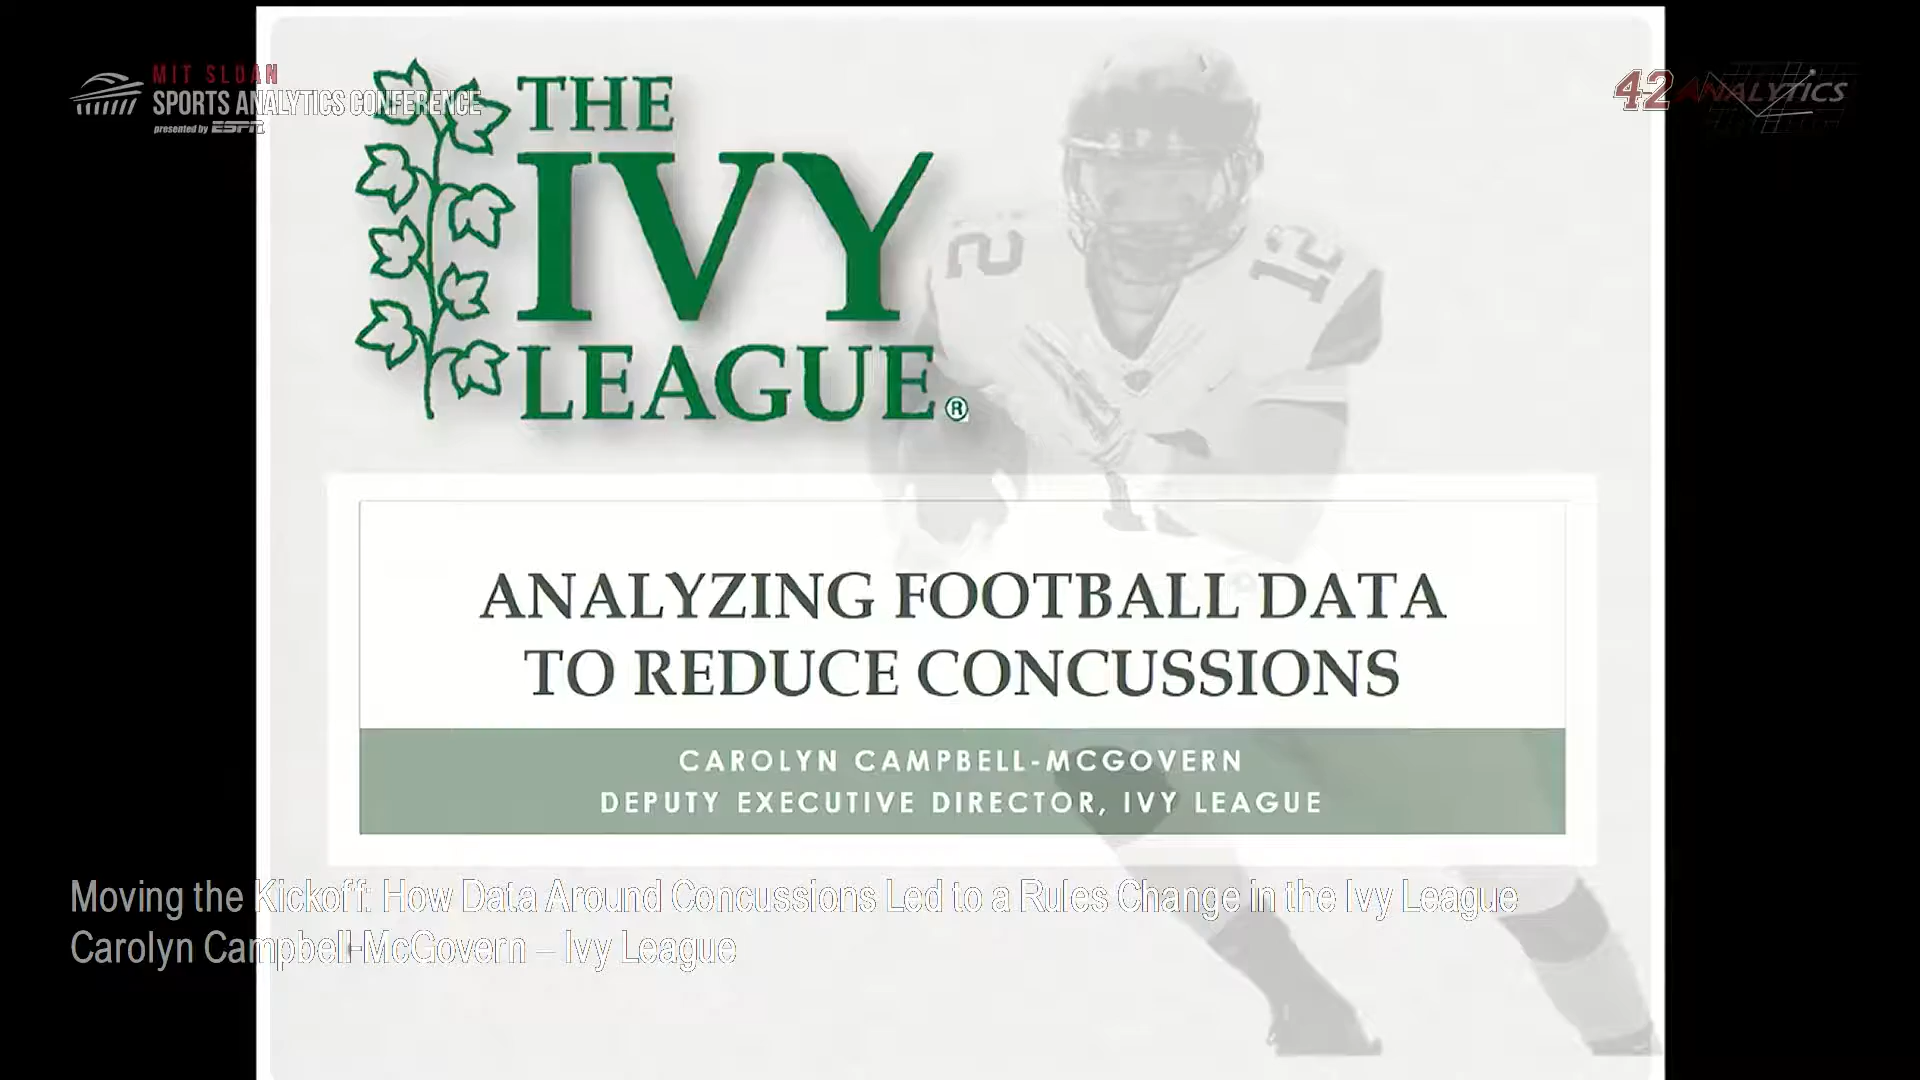 MIT SLOAN
SPORTS ANALYTICS CONFERENCE
presented by ESPN
42 ANALYTICS
THE
IVY
LEAGUE®
12
ANALYZING FOOTBALL DATA
TO REDUCE CONCUSSIONS
CAROLYN CAMPBELL-MCGOVERN
DEPUTY EXECUTIVE DIRECTOR, IVY LEAGUE
Moving the Kickoff: How Data Around Concussions Led to a Rules Change in the Ivy League
Carolyn Campbell-McGovern – Ivy League